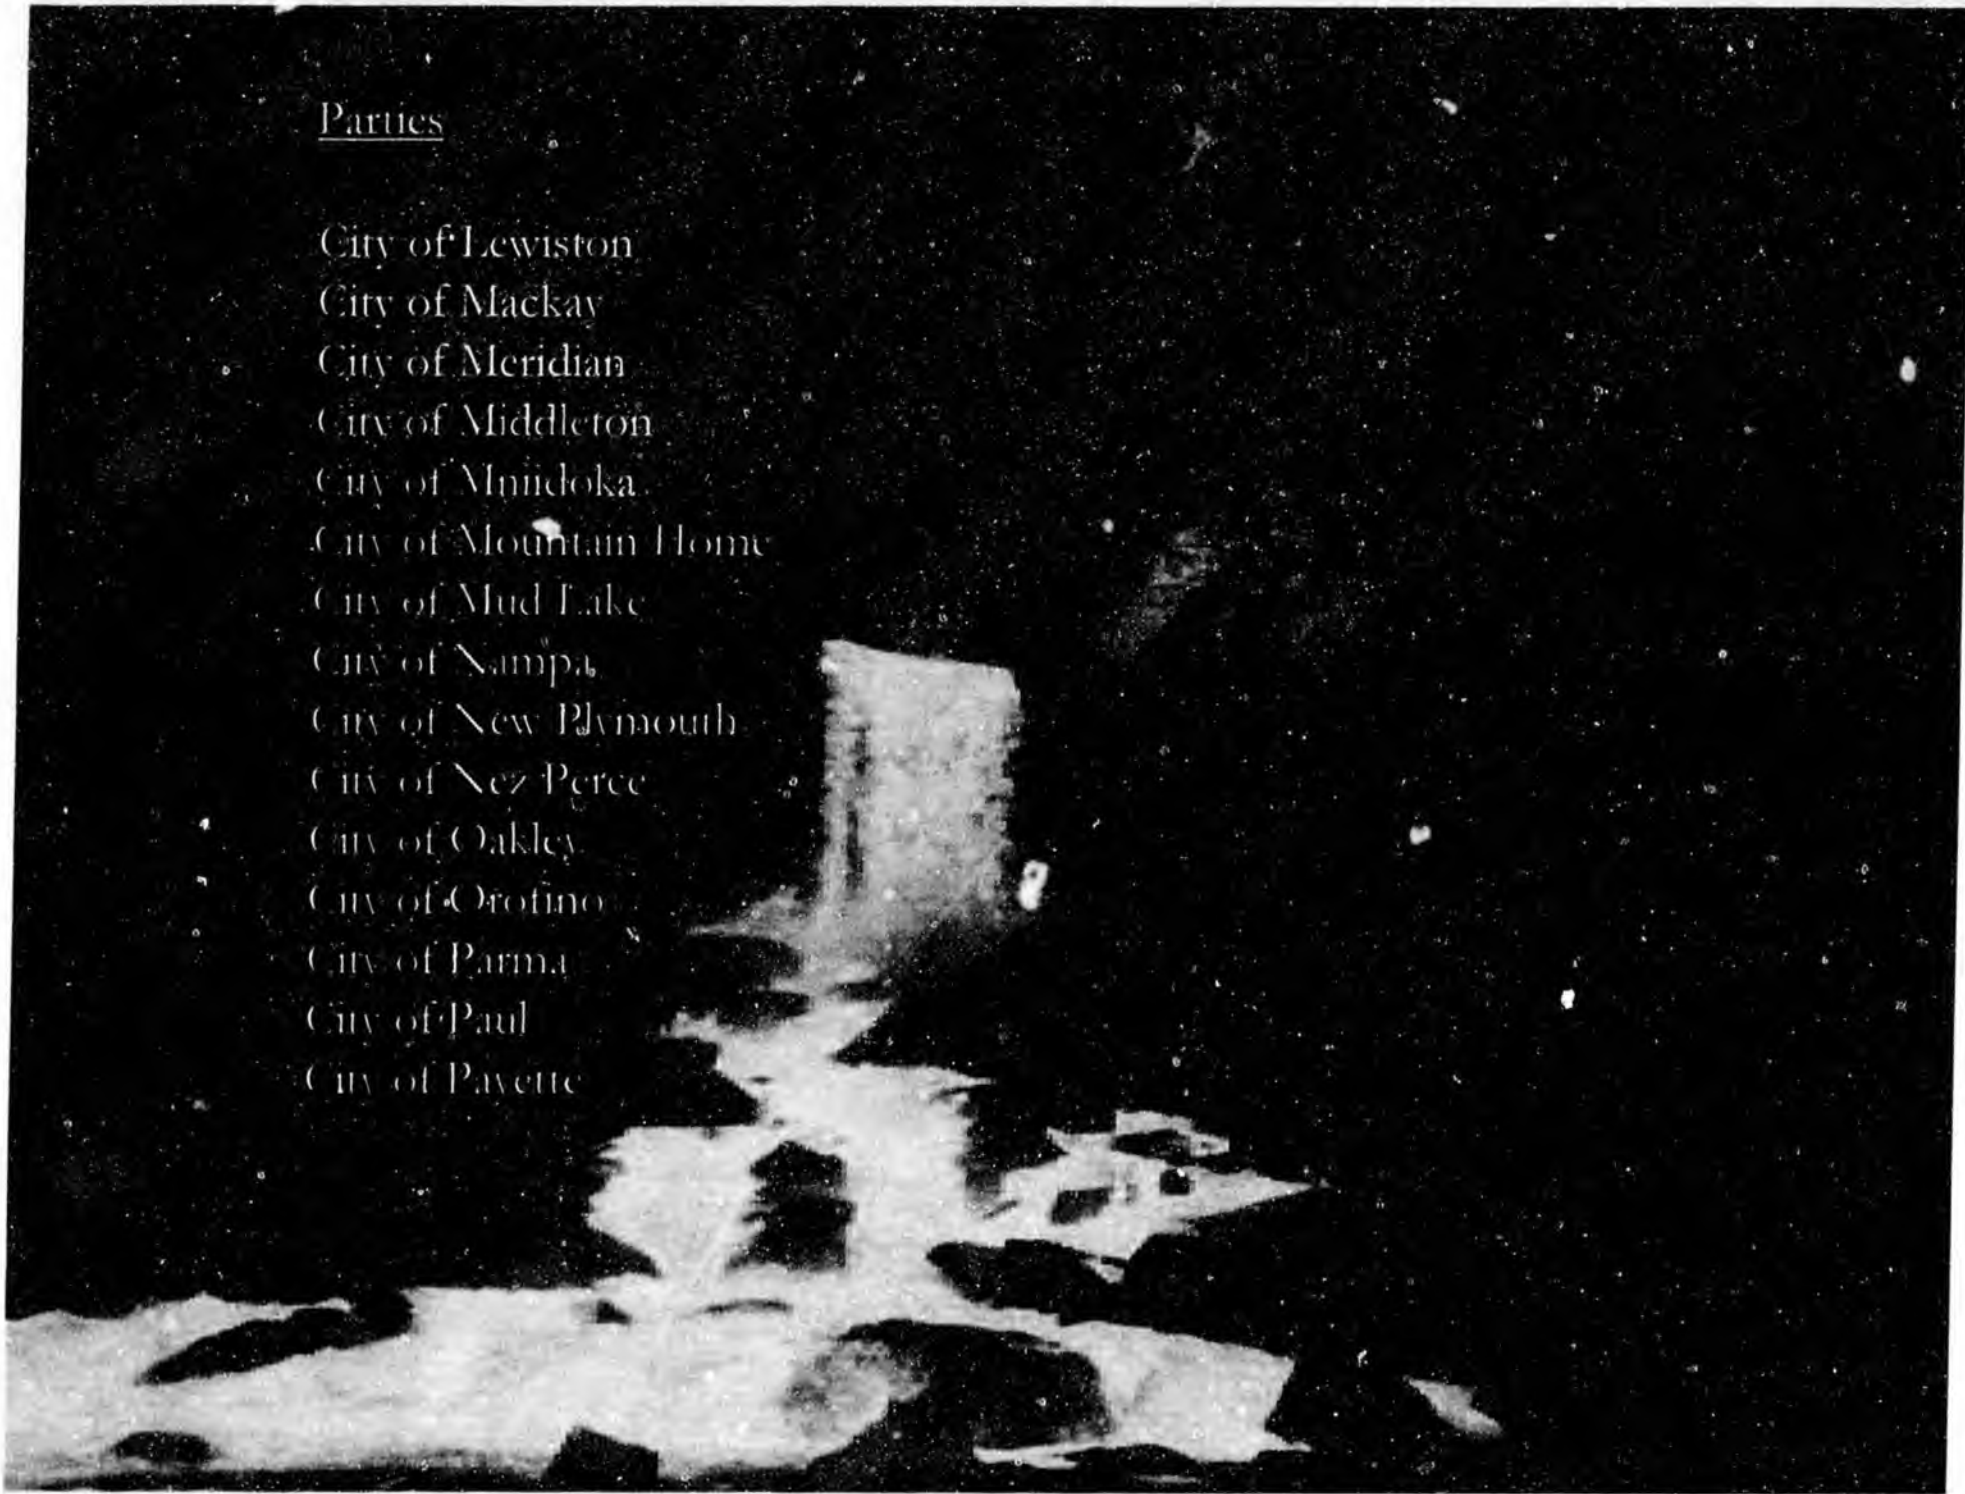 Parties
City of Lewiston
City of Mackay
City of Meridian
City of Middleton
City of Mniidoka
City of Mountain Home
City of Mud Lake
City of Nampa
City of New Plymouth
City of Nez Perce
City of Oakley
City of Orofino
City of Parma
City of Paul
City of Payette